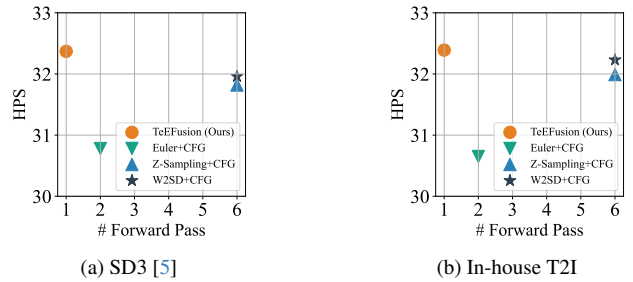 33
32
31
30
HPS
TeEFusion (Ours)
Euler+CFG
Z-Sampling+CFG
W2SD+CFG
1 2 3 4 5 6
# Forward Pass
(a) SD3 [5]
33
32
31
30
HPS
TeEFusion (Ours)
Euler+CFG
Z-Sampling+CFG
W2SD+CFG
1 2 3 4 5 6
# Forward Pass
(b) In-house T2I